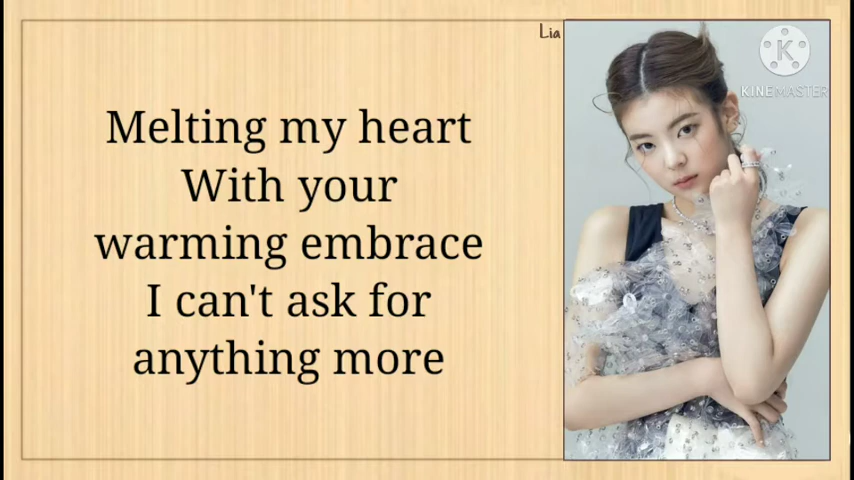 Lia
K
KINEMASTER
Melting my heart
With your
warming embrace
I can't ask for
anything more